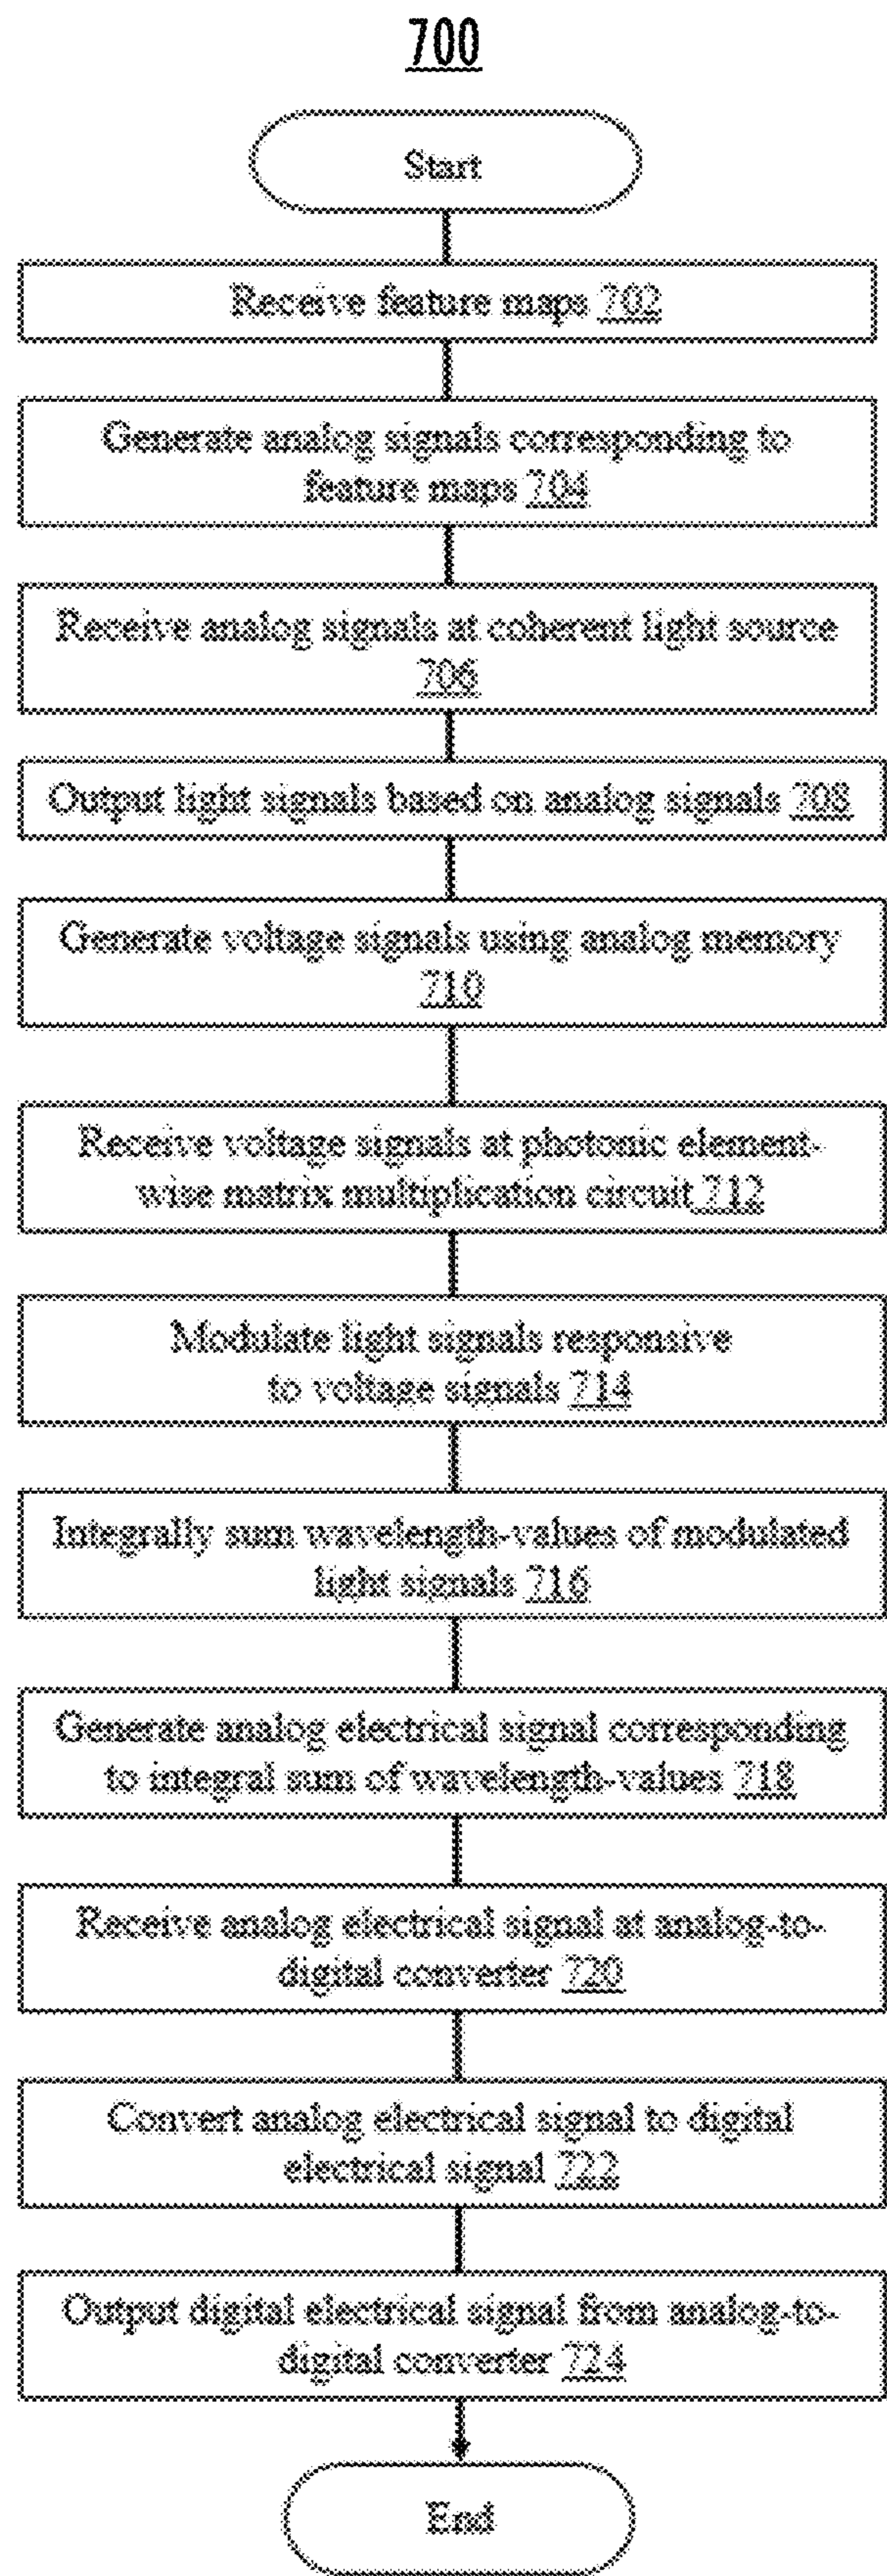 700
Start
Receive feature maps 702
Generate analog signals corresponding to
feature maps 704
Receive analog signals at coherent light source
706
Output light signals based on analog signals 708
Generate voltage signals using analog memory
710
Receive voltage signals at photonic element-
wise matrix multiplication circuit 712
Modulate light signals responsive
to voltage signals 714
Integrally sum wavelength-values of modulated
light signals 716
Generate analog electrical signal corresponding
to integral sum of wavelength-values 718
Receive analog electrical signal at analog-to-
digital converter 720
Convert analog electrical signal to digital
electrical signal 722
Output digital electrical signal from analog-to-
digital converter 724
End